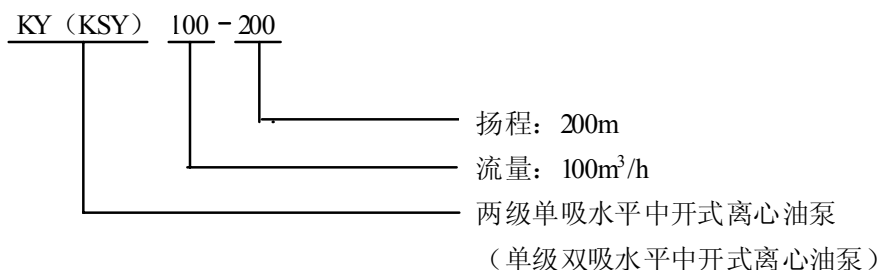 KY（KSY） 100－200
扬程：200m
流量：100m³/h
两级单吸水平中开式离心油泵
（单级双吸水平中开式离心油泵）